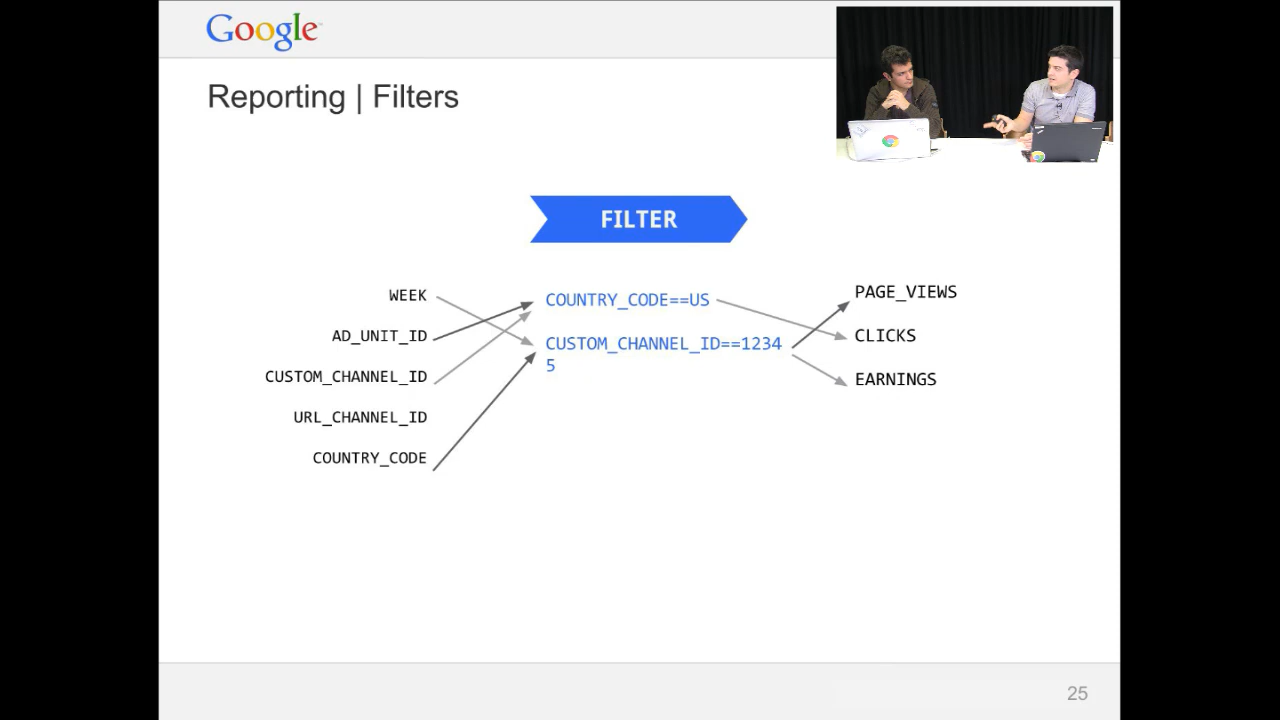 Google
Reporting | Filters
FILTER
WEEK
AD_UNIT_ID
CUSTOM_CHANNEL_ID
URL_CHANNEL_ID
COUNTRY_CODE
COUNTRY_CODE==US
CUSTOM_CHANNEL_ID==1234
5
PAGE_VIEWS
CLICKS
EARNINGS
25